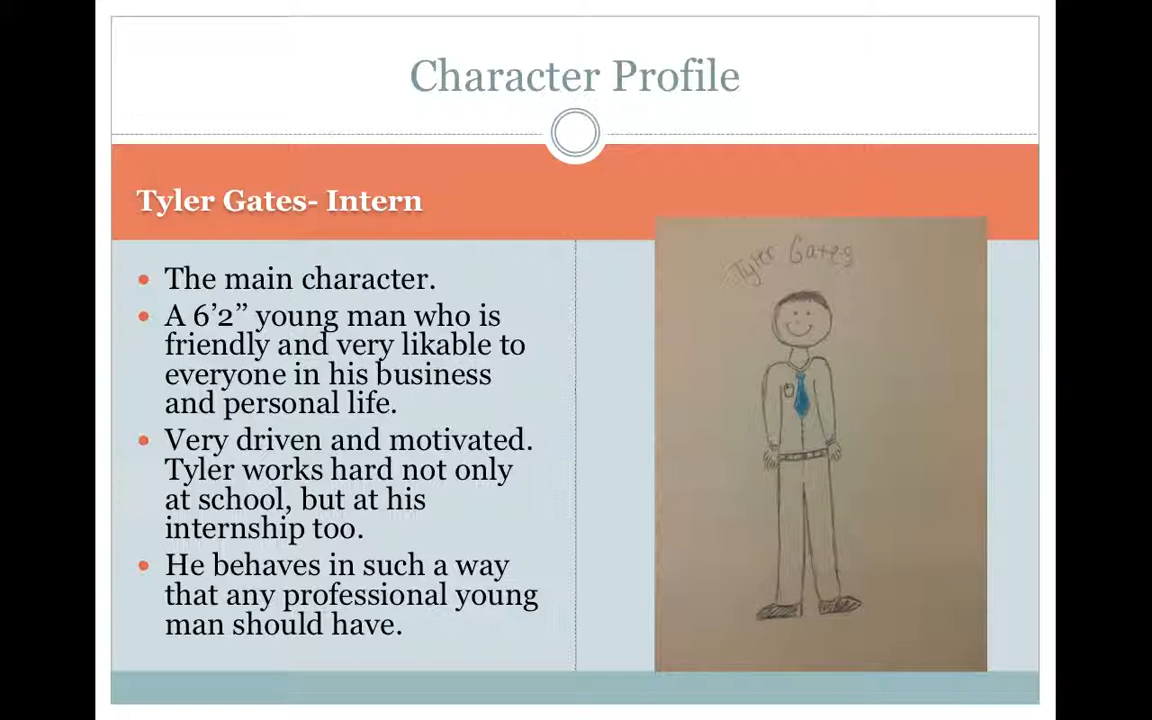 Character Profile
Tyler Gates- Intern
Tyler Gates
• The main character.
• A 6’2” young man who is
friendly and very likable to
everyone in his business
and personal life.
• Very driven and motivated.
Tyler works hard not only
at school, but at his
internship too.
• He behaves in such a way
that any professional young
man should have.